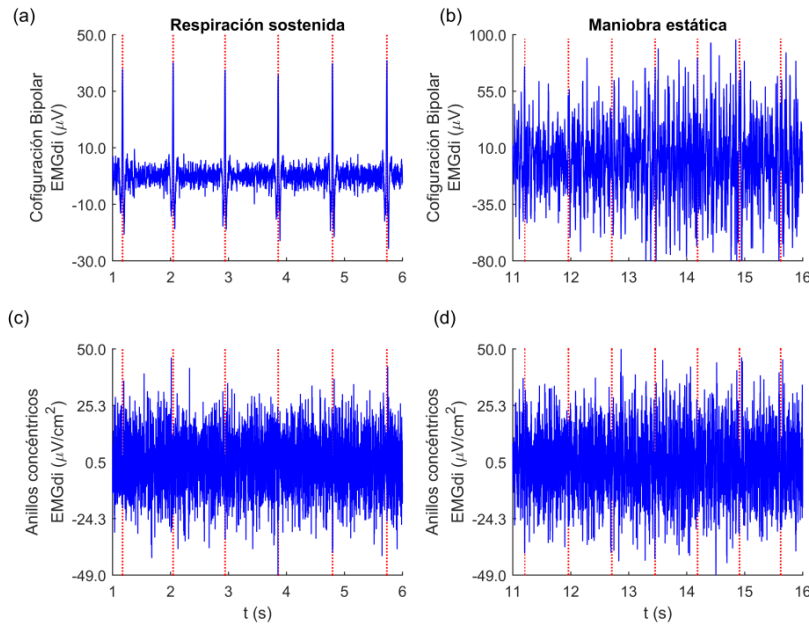 (a)
Respiración sostenida
Cofiguración Bipolar
EMGdi (μV)
50.0
30.0
10.0
-10.0
-30.0
1 2 3 4 5 6
(b)
Maniobra estática
Cofiguración Bipolar
EMGdi (μV)
100.0
55.0
10.0
-35.0
-80.0
11 12 13 14 15 16
(c)
Anillos concéntricos
EMGdi (μV/cm²)
50.0
25.3
0.5
-24.3
-49.0
1 2 3 4 5 6
t (s)
(d)
Anillos concéntricos
EMGdi (μV/cm²)
50.0
25.3
0.5
-24.3
-49.0
11 12 13 14 15 16
t (s)